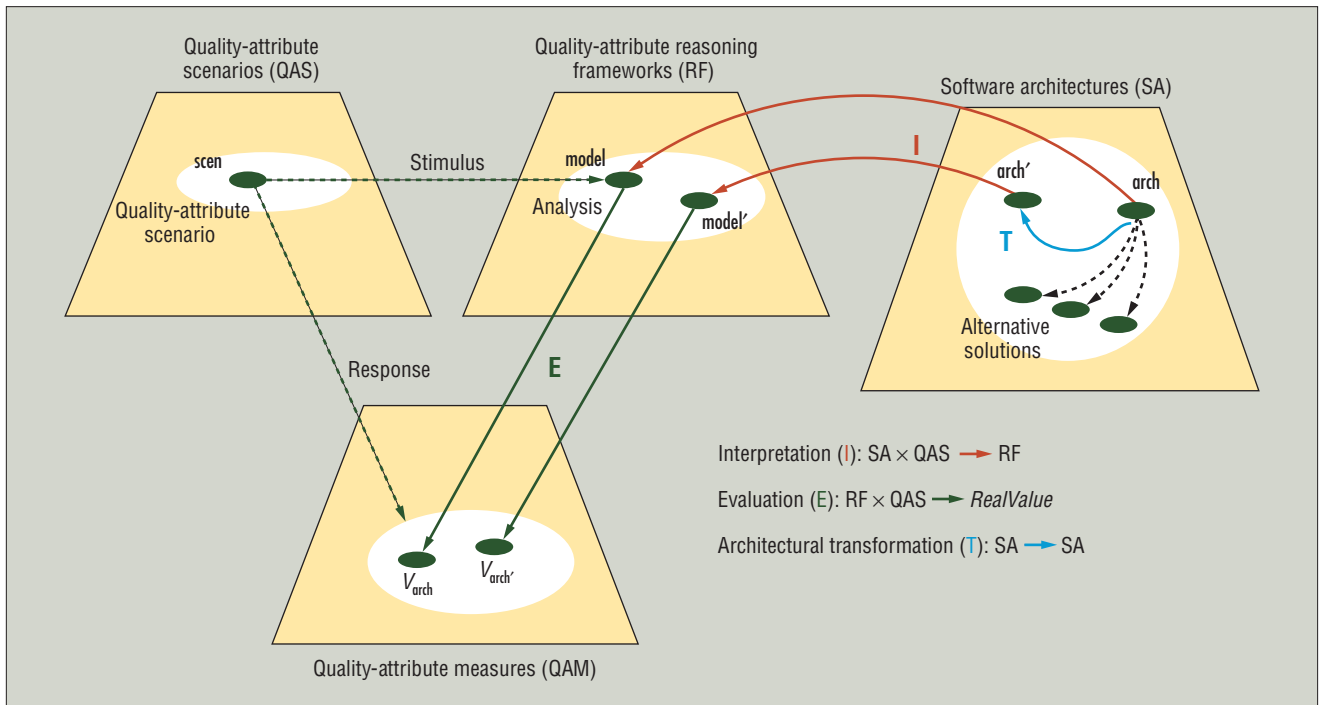 Quality-attribute
scenarios (QAS)
Quality-attribute reasoning
frameworks (RF)
Software architectures (SA)
scen
Stimulus
model
I
arch′
arch
Quality-attribute
scenario
Analysis
model′
T
Alternative
solutions
Response
E
Interpretation (I): SA × QAS → RF
Evaluation (E): RF × QAS → RealValue
Architectural transformation (T): SA → SA
V arch
V arch′
Quality-attribute measures (QAM)